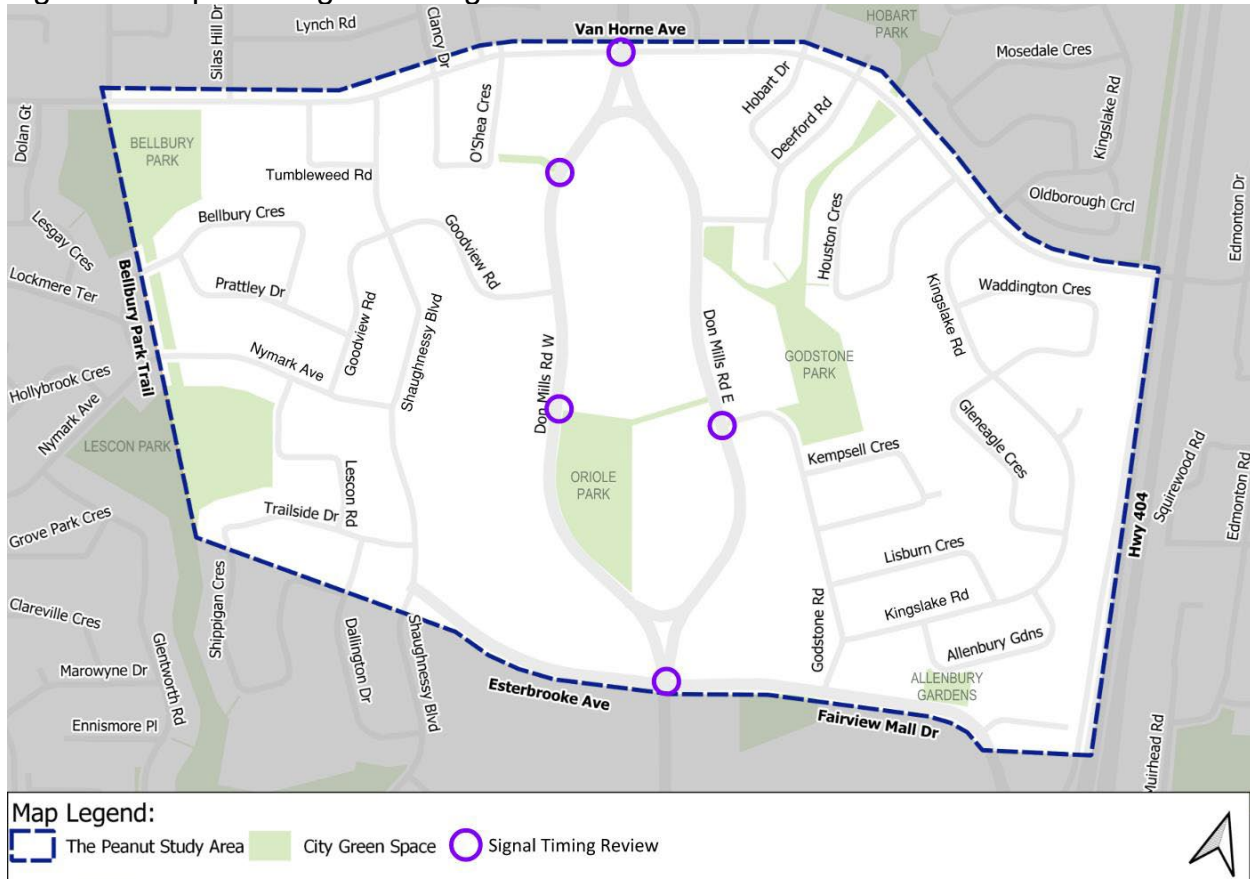 Lynch Rd
Silas Hill Dr
Clancy Dr
Van Horne Ave
HOBART
PARK
Mosedale Cres
Kingslake Rd
Dolan Gt
BELLBURY
PARK
O'Shea Cres
Hobart Dr
Deerford Rd
Tumbleweed Rd
Oldborough Crcl
Edmonton Dr
Lesgay Cres
Bellbury Cres
Goodview Rd
Houston Cres
Lockmere Ter
Bellbury Park Trail
Prattley Dr
Goodview Rd
Shaughnessy Blvd
Kingslake Rd
Waddington Cres
Nymark Ave
Don Mills Rd W
Don Mills Rd E
GODSTONE
PARK
Hollybrook Cres
Nymark Ave
Gleneagle Cres
LESCON PARK
Kempsell Cres
Squirewood Rd
Edmonton Rd
Lescon Rd
ORIOLE
PARK
Trailside Dr
Hwy 404
Grove Park Cres
Lisburn Cres
Clareville Cres
Shippigan Cres
Kingslake Rd
Godstone Rd
Glentworth Rd
Dallington Dr
Shaughnessy Blvd
Allenbury Gdns
Marowyne Dr
ALLENBURY
GARDENS
Esterbrooke Ave
Fairview Mall Dr
Ennismore Pl
Muirhead Rd
Map Legend:
The Peanut Study Area City Green Space Signal Timing Review